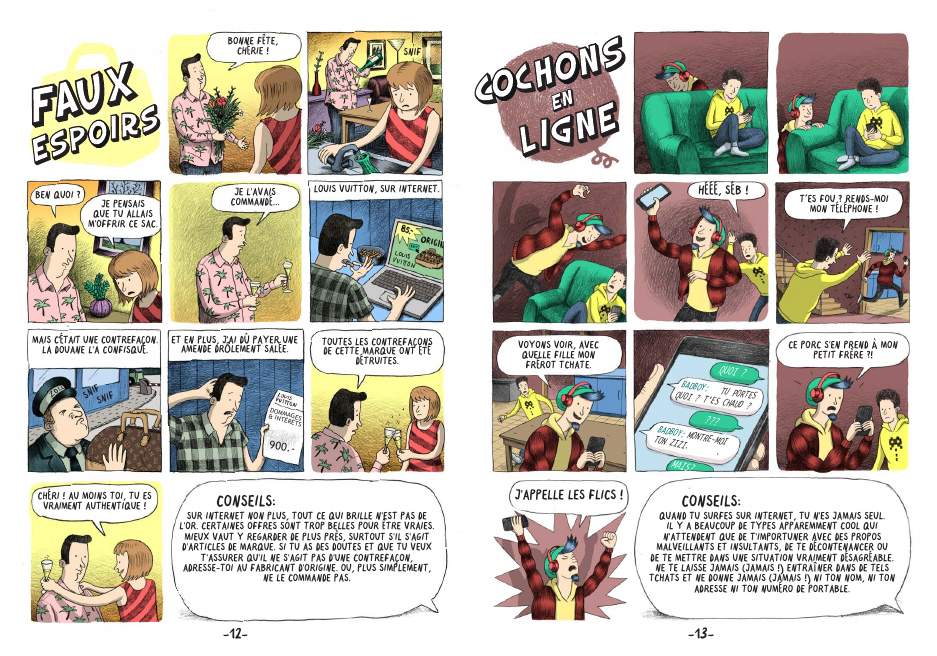 FAUX
ESPOIRS
BONNE FÊTE,
CHÉRIE !
SNIF
BEN QUOI ?
JE PENSAIS
QUE TU ALLAIS
M'OFFRIR CE SAC.
JE L'AVAIS
COMMANDÉ...
LOUIS VUITTON, SUR INTERNET.
85.-
ORIGIN
LOUIS
VUITTON
MAIS C'ÉTAIT UNE CONTREFAÇON.
LA DOUANE L'A CONFISQUÉ.
SNIF
SNIF
ET EN PLUS, J'AI DÛ PAYER UNE
AMENDE DRÔLEMENT SALÉE.
LOUIS
VUITTON
DOMMAGES
& INTERETS
900.-
TOUTES LES CONTREFAÇONS
DE CETTE MARQUE ONT ÉTÉ
DÉTRUITES.
CHÉRI ! AU MOINS TOI, TU ES
VRAIMENT AUTHENTIQUE !
CONSEILS:
SUR INTERNET NON PLUS, TOUT CE QUI BRILLE N'EST PAS DE
L'OR. CERTAINES OFFRES SONT TROP BELLES POUR ÊTRE VRAIES.
MIEUX VAUT Y REGARDER DE PLUS PRÈS, SURTOUT S'IL S'AGIT
D'ARTICLES DE MARQUE. SI TU AS DES DOUTES ET QUE TU VEUX
T'ASSURER QU'IL NE S'AGIT PAS D'UNE CONTREFAÇON,
ADRESSE-TOI AU FABRICANT D'ORIGINE. OU, PLUS SIMPLEMENT,
NE LE COMMANDE PAS.
-12-
COCHONS
EN
LIGNE
HÉÉÉ, SÉB !
T'ES FOU ? RENDS-MOI
MON TÉLÉPHONE !
VOYONS VOIR, AVEC
QUELLE FILLE MON
FRÉROT TCHATE.
QUOI ?
BADBOY: TU PORTES
QUOI ? T'ES CHAUD ?
???
BADBOY: MONTRE-MOI
TON ZIZI.
MAIS?
CE PORC S'EN PREND À MON
PETIT FRÈRE ?!
J'APPELLE LES FLICS !
CONSEILS:
QUAND TU SURFES SUR INTERNET, TU N'ES JAMAIS SEUL.
IL Y A BEAUCOUP DE TYPES APPAREMMENT COOL QUI
N'ATTENDENT QUE DE T'IMPORTUNER AVEC DES PROPOS
MALVEILLANTS ET INSULTANTS, DE TE DÉCONTENANCER OU
DE TE METTRE DANS UNE SITUATION VRAIMENT DÉSAGRÉABLE.
NE TE LAISSE JAMAIS (JAMAIS !) ENTRAÎNER DANS DE TELS
TCHATS ET NE DONNE JAMAIS (JAMAIS !) NI TON NOM, NI TON
ADRESSE NI TON NUMÉRO DE PORTABLE.
-13-